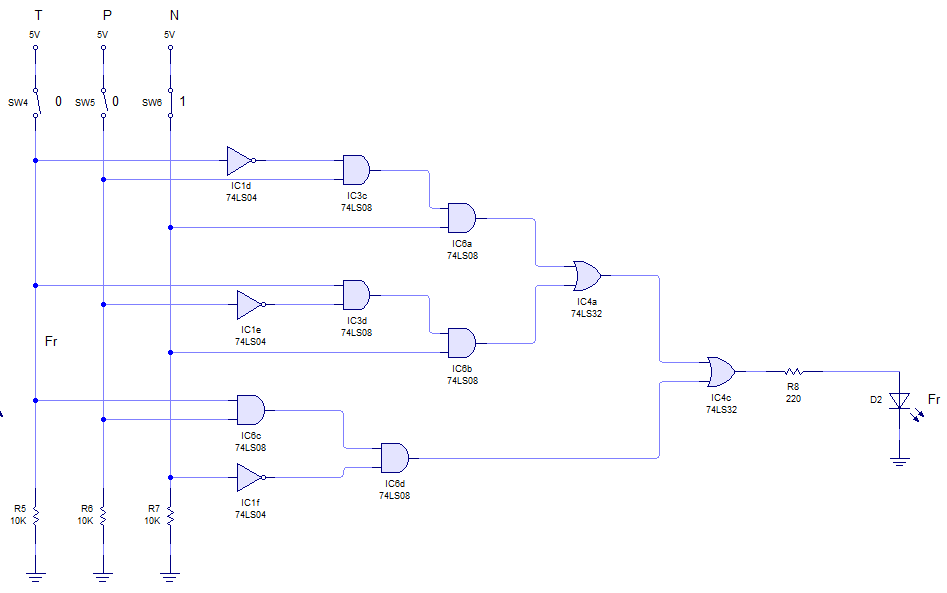 T P N
5V 5V 5V
SW4 0 SW5 0 SW6 1
IC1d
74LS04
IC3c
74LS08
IC6a
74LS08
IC4a
74LS32
IC1e
74LS04
IC3d
74LS08
Fr
IC6b
74LS08
IC4c
74LS32
R8
220
D2 Fr
IC6c
74LS08
IC6d
74LS08
IC1f
74LS04
R5
10K
R6
10K
R7
10K